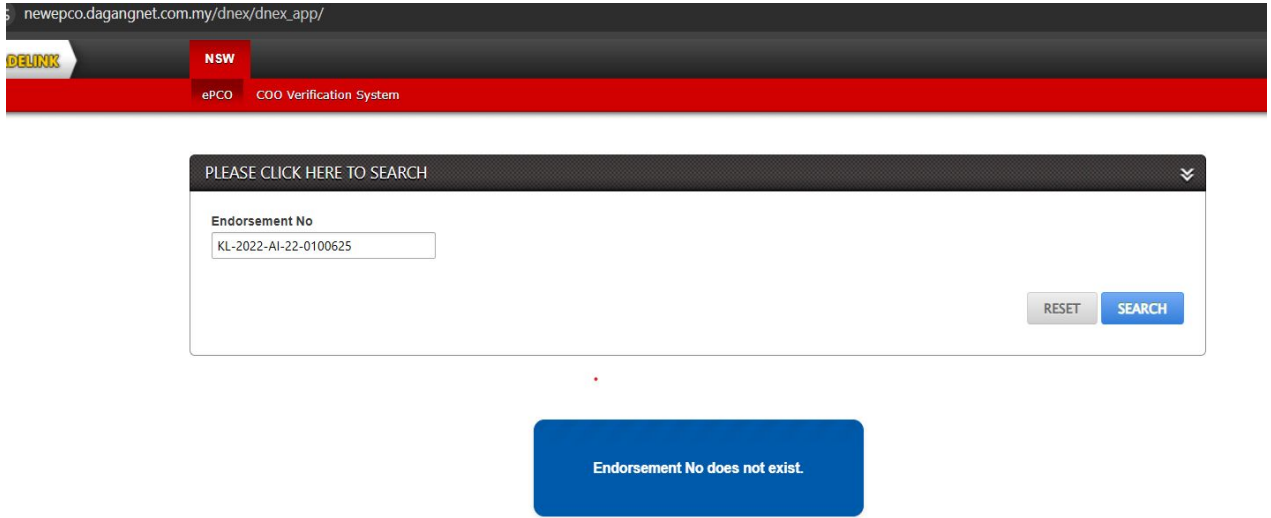 newepco.dagangnet.com.my/dnex/dnex_app/
DELINK
NSW
ePCO COO Verification System
PLEASE CLICK HERE TO SEARCH
Endorsement No
KL-2022-AI-22-0100625
RESET SEARCH
Endorsement No does not exist.